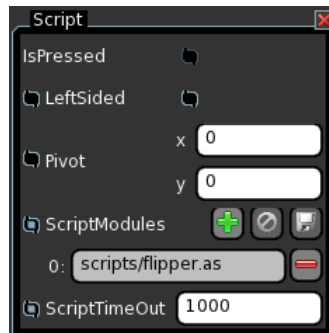 Script
IsPressed
LeftSided
x 0
Pivot
y 0
ScriptModules
0: scripts/flipper.as
ScriptTimeOut 1000